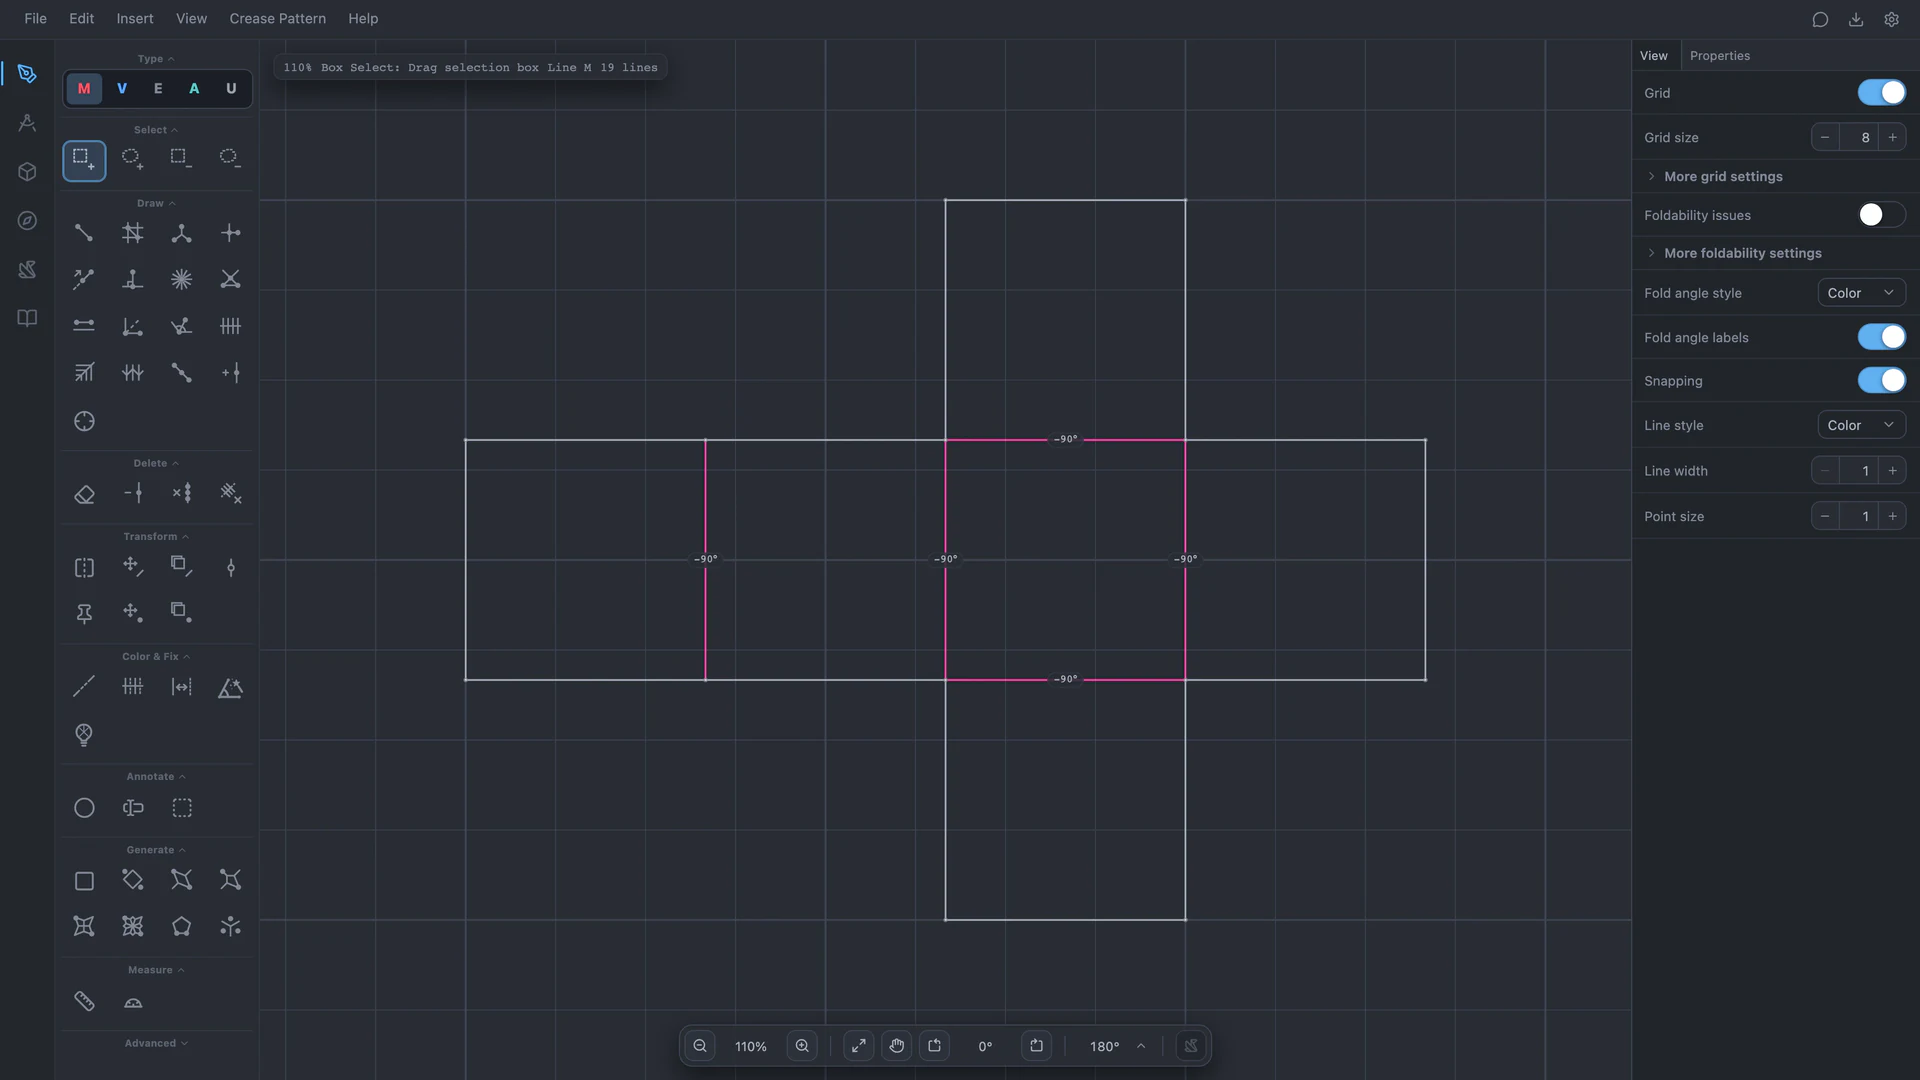 File Edit Insert View Crease Pattern Help
Type
M V E A U
Select
Draw
Delete
Transform
Color & Fix
Annotate
Generate
Measure
Advanced
110% Box Select: Drag selection box Line M 19 lines
-90°
-90°
-90°
-90°
-90°
110%
0°
180°
View Properties
Grid
Grid size
8
More grid settings
Foldability issues
More foldability settings
Fold angle style
Color
Fold angle labels
Snapping
Line style
Color
Line width
1
Point size
1